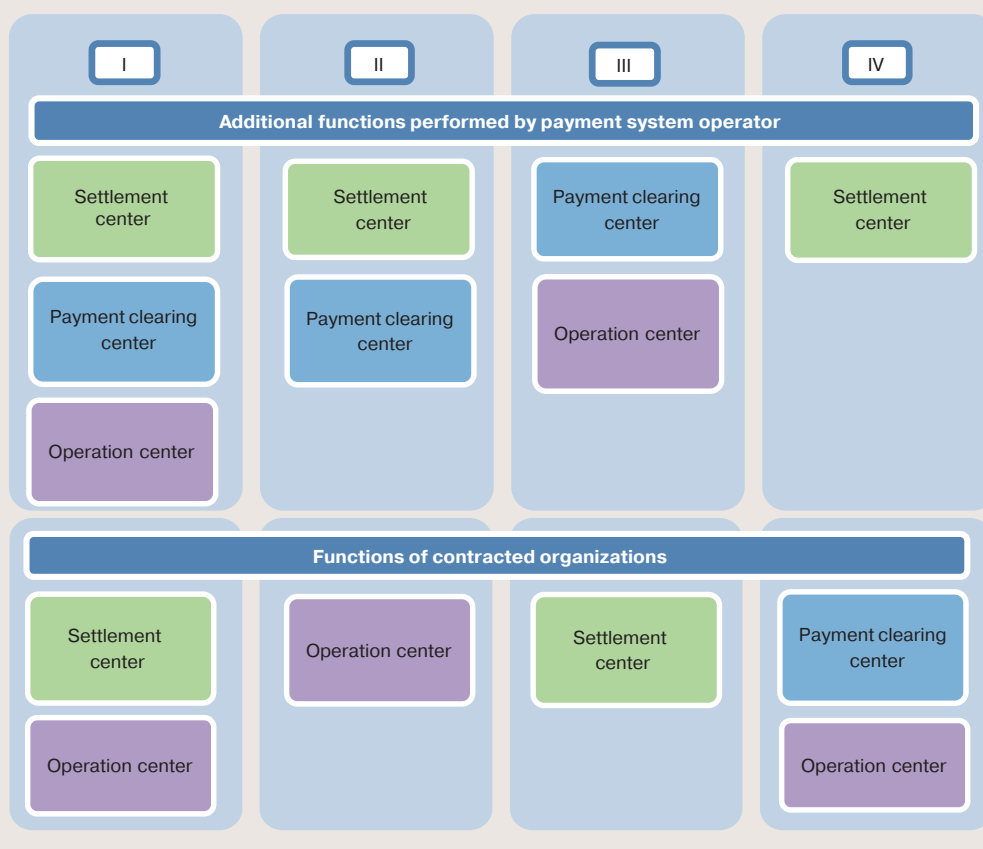 I
II
III
IV
Additional functions performed by payment system operator
Settlement
center
Settlement
center
Payment clearing
center
Settlement
center
Payment clearing
center
Payment clearing
center
Operation center
Operation center
Functions of contracted organizations
Settlement
center
Operation center
Settlement
center
Payment clearing
center
Operation center
Operation center